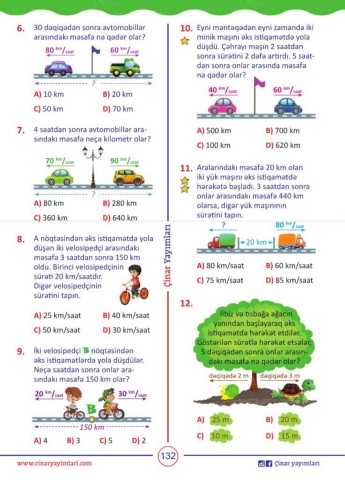 6. 30 dəqiqədən sonra avtomobillər
arasındakı məsafə nə qədər olar?
80 km/saat 60 km/saat
?
A) 10 km B) 20 km
C) 50 km D) 70 km
7. 4 saatdan sonra avtomobillər ara-
sındakı məsafə neçə kilometr olar?
70 km/saat 90 km/saat
?
A) 80 km B) 280 km
C) 360 km D) 640 km
8. A nöqtəsindən əks istiqamətdə yola
düşən iki velosipedçi arasındakı
məsafə 3 saatdan sonra 150 km
oldu. Birinci velosipedçinin
sürəti 20 km/saatdır.
Digər velosipedçinin
sürətini tapın.
A) 25 km/saat B) 40 km/saat
C) 50 km/saat D) 30 km/saat
9. İki velosipedçi B nöqtəsindən
əks istiqamətlərdə yola düşdülər.
Neçə saatdan sonra onlar ara-
sındakı məsafə 150 km olar?
20 km/saat 30 km/saat
B
150 km
A) 4 B) 3 C) 5 D) 2
Çinar Yayımları
10. Eyni məntəqədən eyni zamanda iki
minik maşını əks istiqamətdə yola
düşdü. Çəhrayı maşın 2 saatdan
sonra sürətini 2 dəfə artırdı. 5 saat-
dan sonra onlar arasında məsafə
nə qədər olar?
40 km/saat 60 km/saat
A) 500 km B) 700 km
C) 100 km D) 620 km
11. Aralarındakı məsafə 20 km olan
iki yük maşını əks istiqamətdə
hərəkətə başladı. 3 saatdan sonra
onlar arasındakı məsafə 440 km
olarsa, digər yük maşınının
sürətini tapın.
? 80 km/saat
20 km
A) 80 km/saat B) 60 km/saat
C) 75 km/saat D) 85 km/saat
12. İlbiz və tısbağa ağacın
yanından başlayaraq əks
istiqamətdə hərəkət etdilər.
Göstərilən sürətlə hərəkət etsələr,
5 dəqiqədən sonra onlar arasın-
dakı məsafə nə qədər olar?
dəqiqədə 2 m dəqiqədə 3 m
A) 25 m B) 20 m
C) 10 m D) 15 m
www.cinaryayimlari.com
132
Çinar yayımları